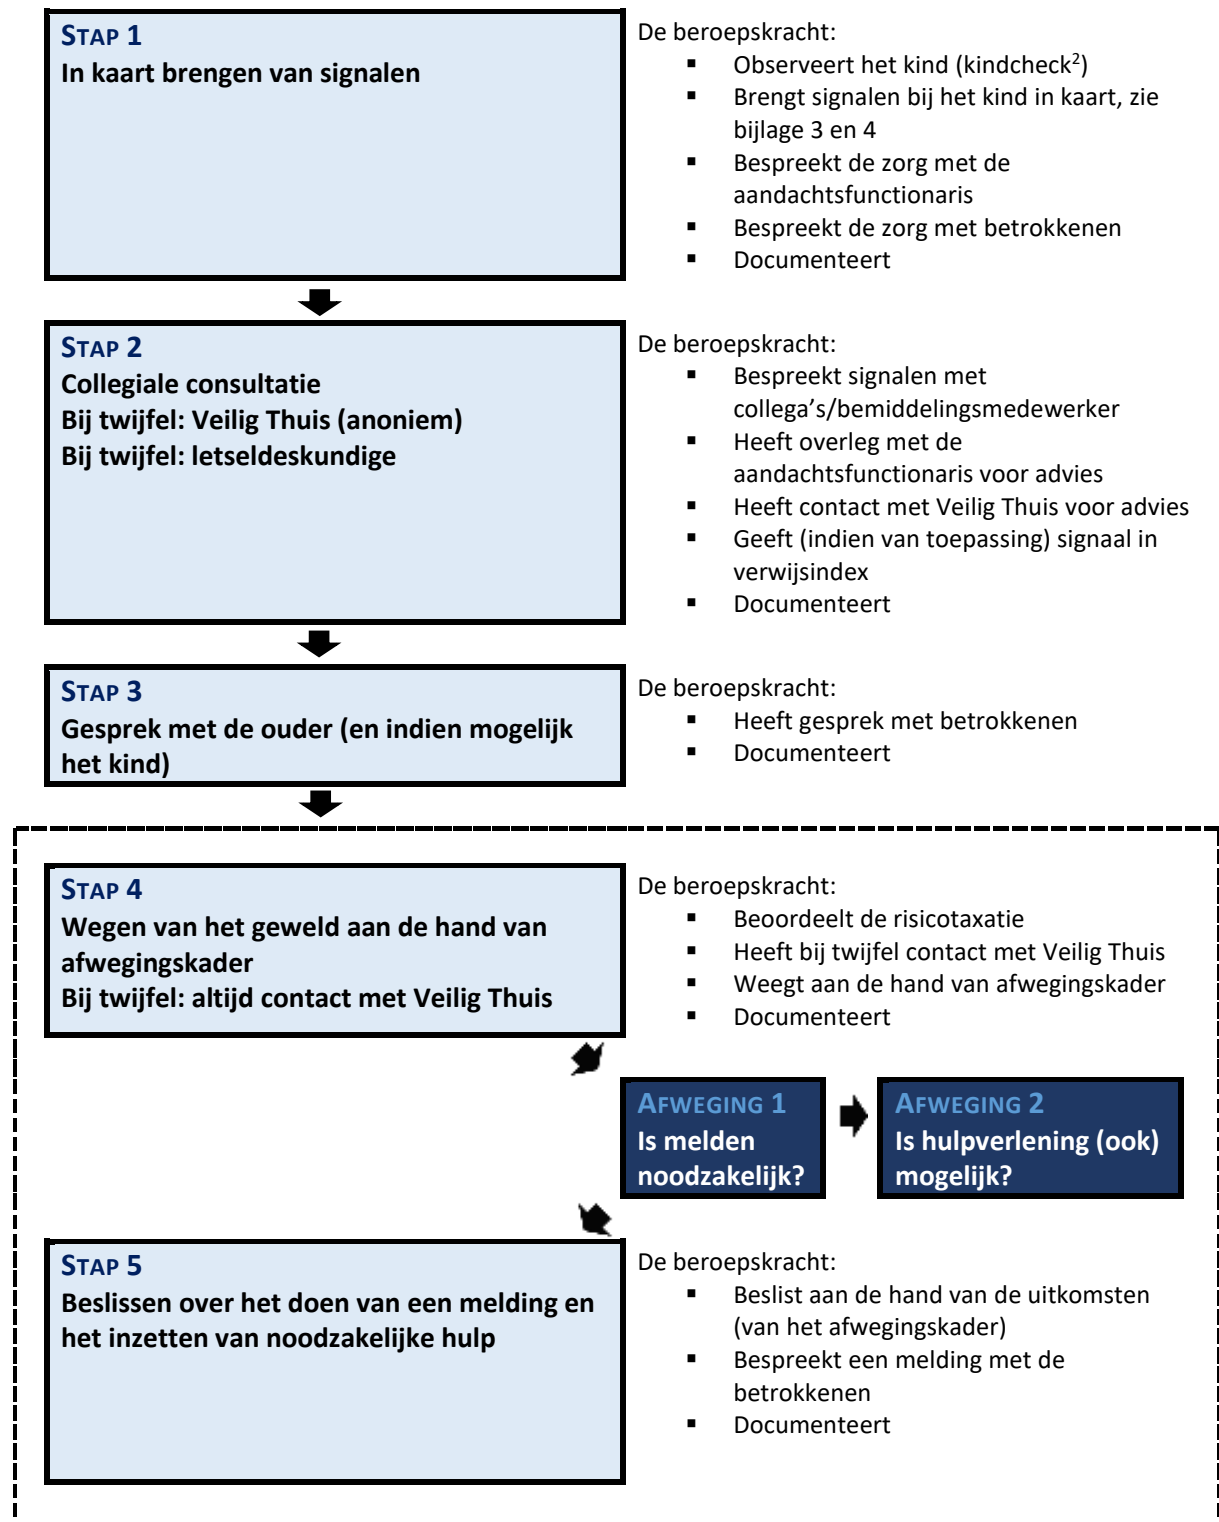 STAP 1
In kaart brengen van signalen
De beroepskracht:
▪ Observeert het kind (kindcheck²)
▪ Brengt signalen bij het kind in kaart, zie
bijlage 3 en 4
▪ Bespreekt de zorg met de
aandachtsfunctionaris
▪ Bespreekt de zorg met betrokkenen
▪ Documenteert
STAP 2
Collegiale consultatie
Bij twijfel: Veilig Thuis (anoniem)
Bij twijfel: letseldeskundige
De beroepskracht:
▪ Bespreekt signalen met
collega’s/bemiddelingsmedewerker
▪ Heeft overleg met de
aandachtsfunctionaris voor advies
▪ Heeft contact met Veilig Thuis voor advies
▪ Geeft (indien van toepassing) signaal in
verwijsindex
▪ Documenteert
STAP 3
Gesprek met de ouder (en indien mogelijk
het kind)
De beroepskracht:
▪ Heeft gesprek met betrokkenen
▪ Documenteert
STAP 4
Wegen van het geweld aan de hand van
afwegingskader
Bij twijfel: altijd contact met Veilig Thuis
De beroepskracht:
▪ Beoordeelt de risicotaxatie
▪ Heeft bij twijfel contact met Veilig Thuis
▪ Weegt aan de hand van afwegingskader
▪ Documenteert
AFWEGING 1
Is melden
noodzakelijk?
AFWEGING 2
Is hulpverlening (ook)
mogelijk?
STAP 5
Beslissen over het doen van een melding en
het inzetten van noodzakelijke hulp
De beroepskracht:
▪ Beslist aan de hand van de uitkomsten
(van het afwegingskader)
▪ Bespreekt een melding met de
betrokkenen
▪ Documenteert